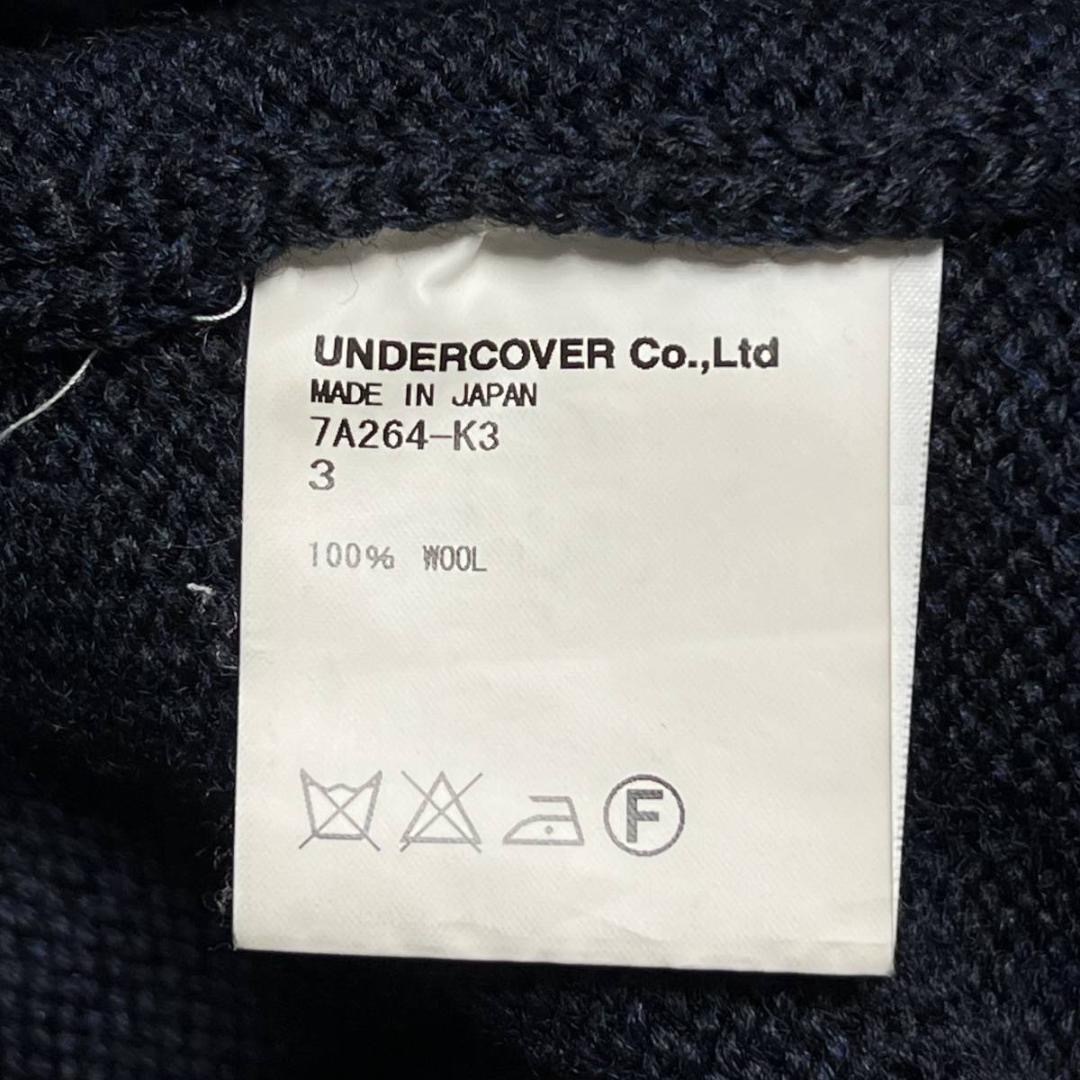 UNDERCOVER Co.,Ltd
MADE IN JAPAN
7A264-K3
3
100% WOOL
F